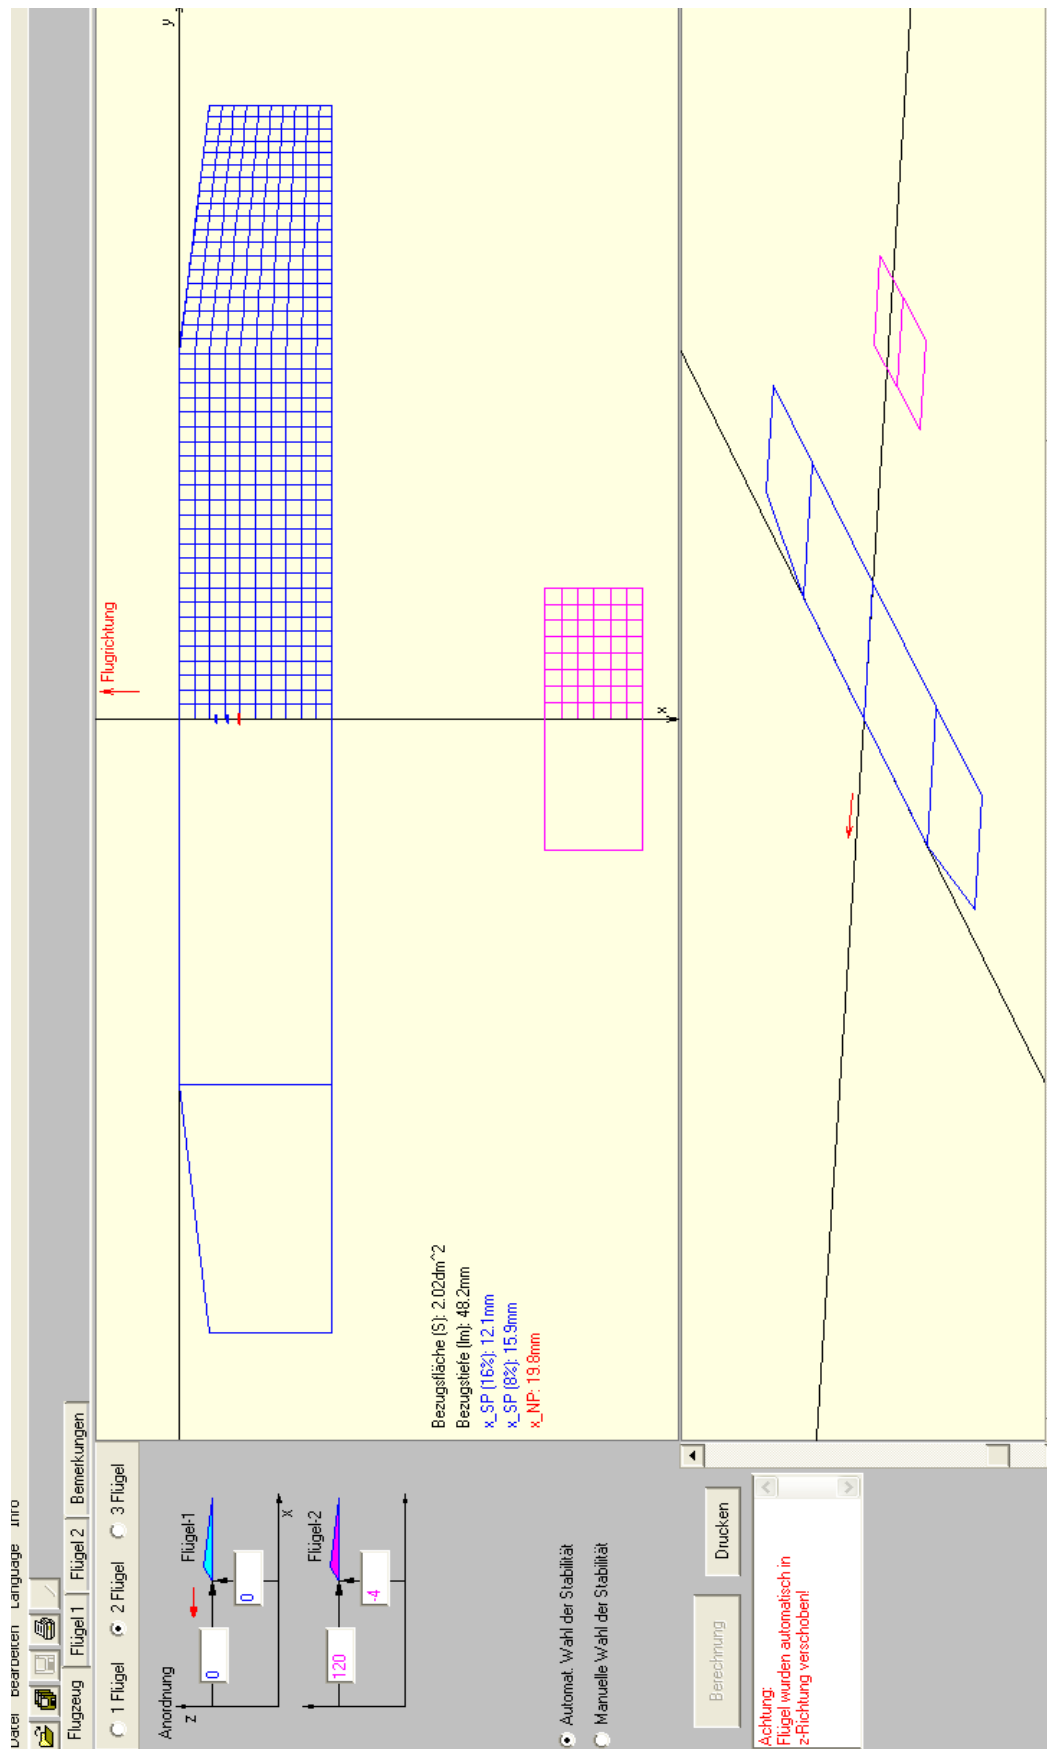 Datei Bearbeiten Language Info
Flugzeug Flügel 1 Flügel 2 Bemerkungen
1 Flügel 2 Flügel 3 Flügel
Anordnung
z
Flügel-1
0
0
x
Flügel-2
120
-4
Automat. Wahl der Stabilität
Manuelle Wahl der Stabilität
Berechnung Drucken
Achtung:
Flügel wurden automatisch in
z-Richtung verschoben!
Flugrichtung
y
x
Bezugsfläche (S): 2.02dm^2
Bezugstiefe (lm): 48.2mm
x_SP (16%): 12.1mm
x_SP (8%): 15.9mm
x_NP: 19.8mm